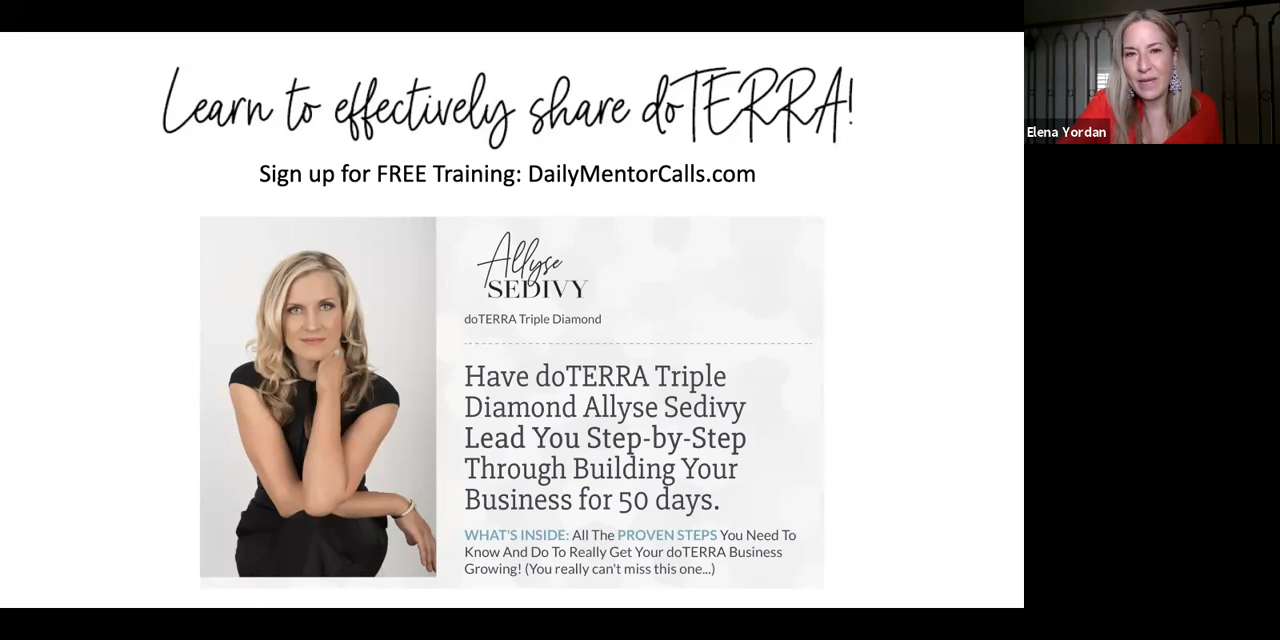 Learn to effectively share doTERRA!
Sign up for FREE Training: DailyMentorCalls.com
Allyse
SEDIVY
doTERRA Triple Diamond
Have doTERRA Triple
Diamond Allyse Sedivy
Lead You Step-by-Step
Through Building Your
Business for 50 days.
WHAT'S INSIDE: All The PROVEN STEPS You Need To
Know And Do To Really Get Your doTERRA Business
Growing! (You really can't miss this one...)
Elena Yordan